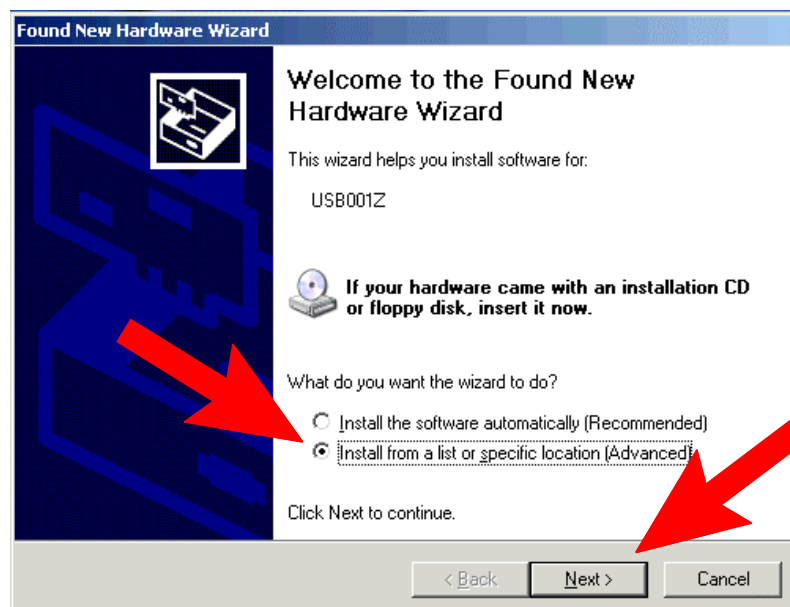 Found New Hardware Wizard
Welcome to the Found New
Hardware Wizard
This wizard helps you install software for:
USB001Z
If your hardware came with an installation CD
or floppy disk, insert it now.
What do you want the wizard to do?
Install the software automatically (Recommended)
Install from a list or specific location (Advanced)
Click Next to continue.
< Back Next > Cancel